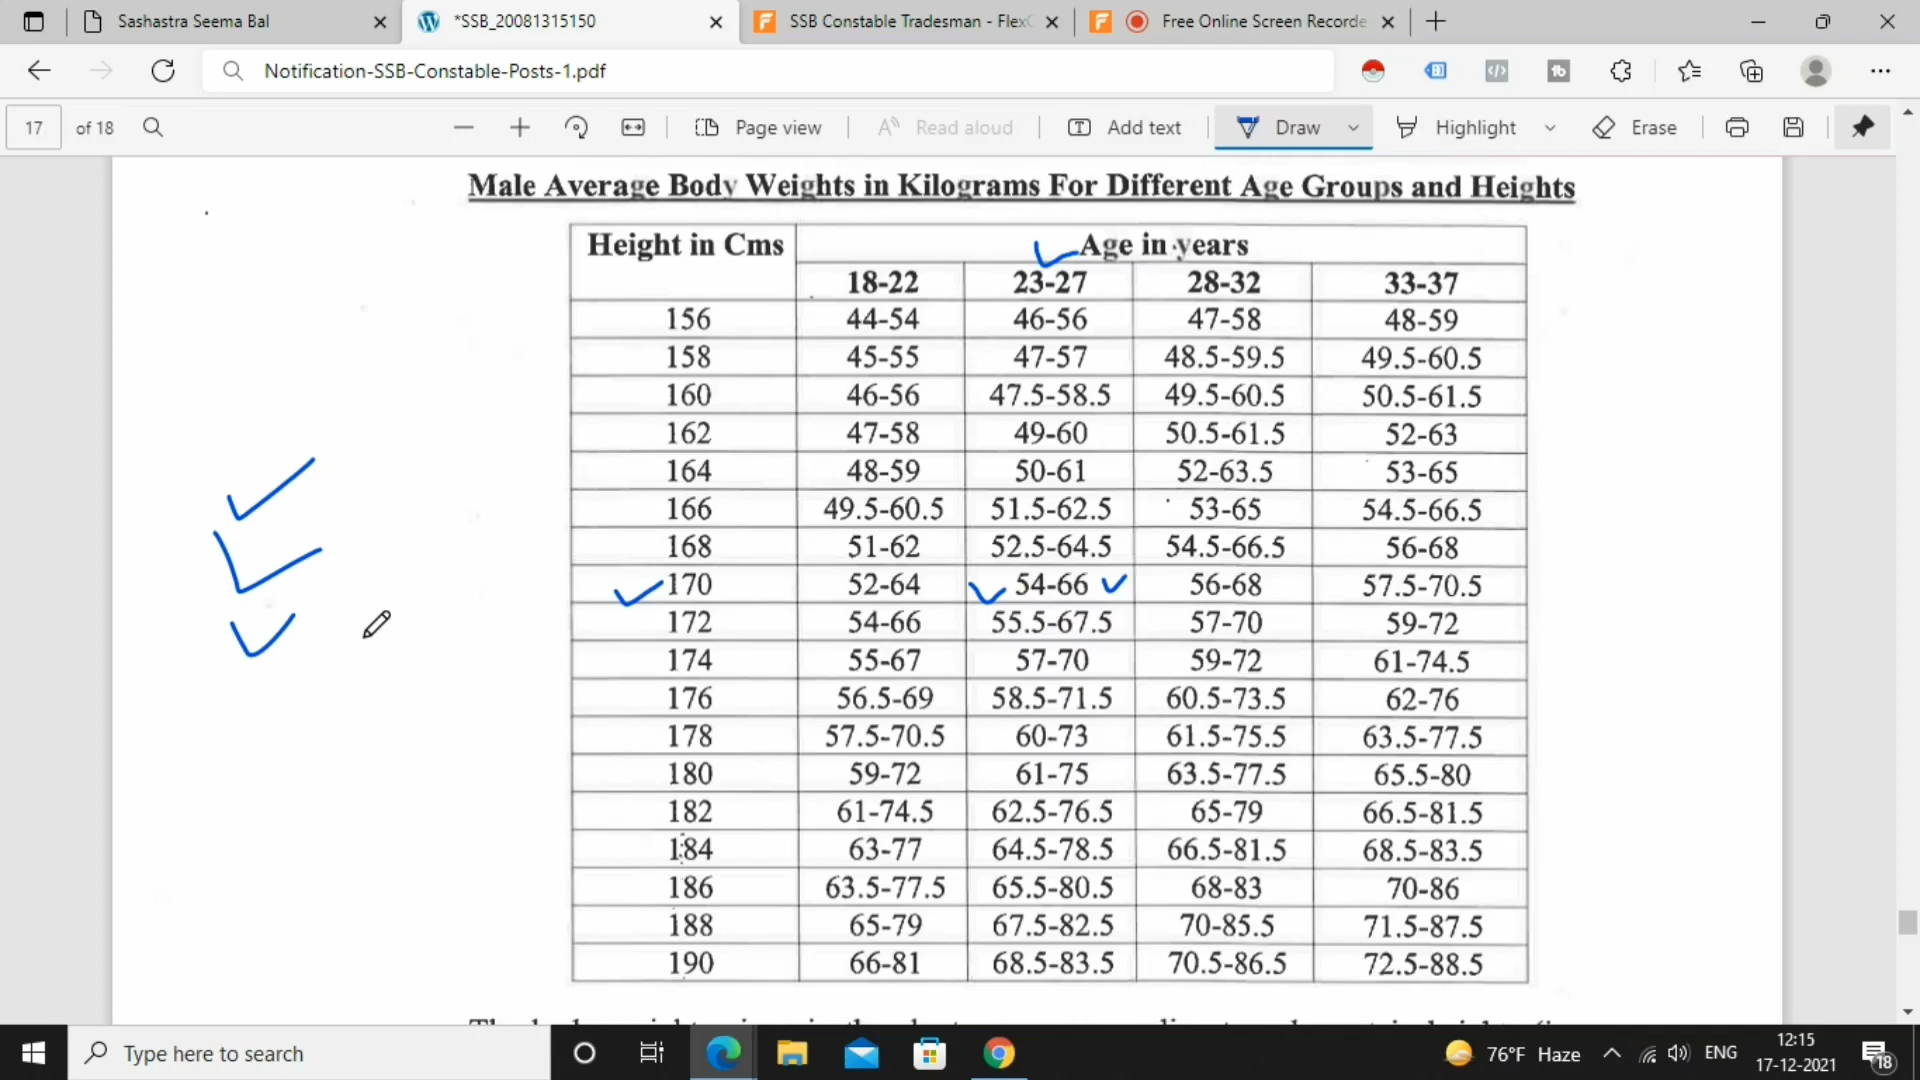 Sashastra Seema Bal
*SSB_20081315150
SSB Constable Tradesman - Flex
Free Online Screen Recorde
Notification-SSB-Constable-Posts-1.pdf
17 of 18
Page view
Read aloud
Add text
Draw
Highlight
Erase
Male Average Body Weights in Kilograms For Different Age Groups and Heights
Height in Cms Age in years
18-22 23-27 28-32 33-37
156 44-54 46-56 47-58 48-59
158 45-55 47-57 48.5-59.5 49.5-60.5
160 46-56 47.5-58.5 49.5-60.5 50.5-61.5
162 47-58 49-60 50.5-61.5 52-63
164 48-59 50-61 52-63.5 53-65
166 49.5-60.5 51.5-62.5 53-65 54.5-66.5
168 51-62 52.5-64.5 54.5-66.5 56-68
170 52-64 54-66 56-68 57.5-70.5
172 54-66 55.5-67.5 57-70 59-72
174 55-67 57-70 59-72 61-74.5
176 56.5-69 58.5-71.5 60.5-73.5 62-76
178 57.5-70.5 60-73 61.5-75.5 63.5-77.5
180 59-72 61-75 63.5-77.5 65.5-80
182 61-74.5 62.5-76.5 65-79 66.5-81.5
184 63-77 64.5-78.5 66.5-81.5 68.5-83.5
186 63.5-77.5 65.5-80.5 68-83 70-86
188 65-79 67.5-82.5 70-85.5 71.5-87.5
190 66-81 68.5-83.5 70.5-86.5 72.5-88.5
Type here to search
76°F Haze
ENG
12:15
17-12-2021
18